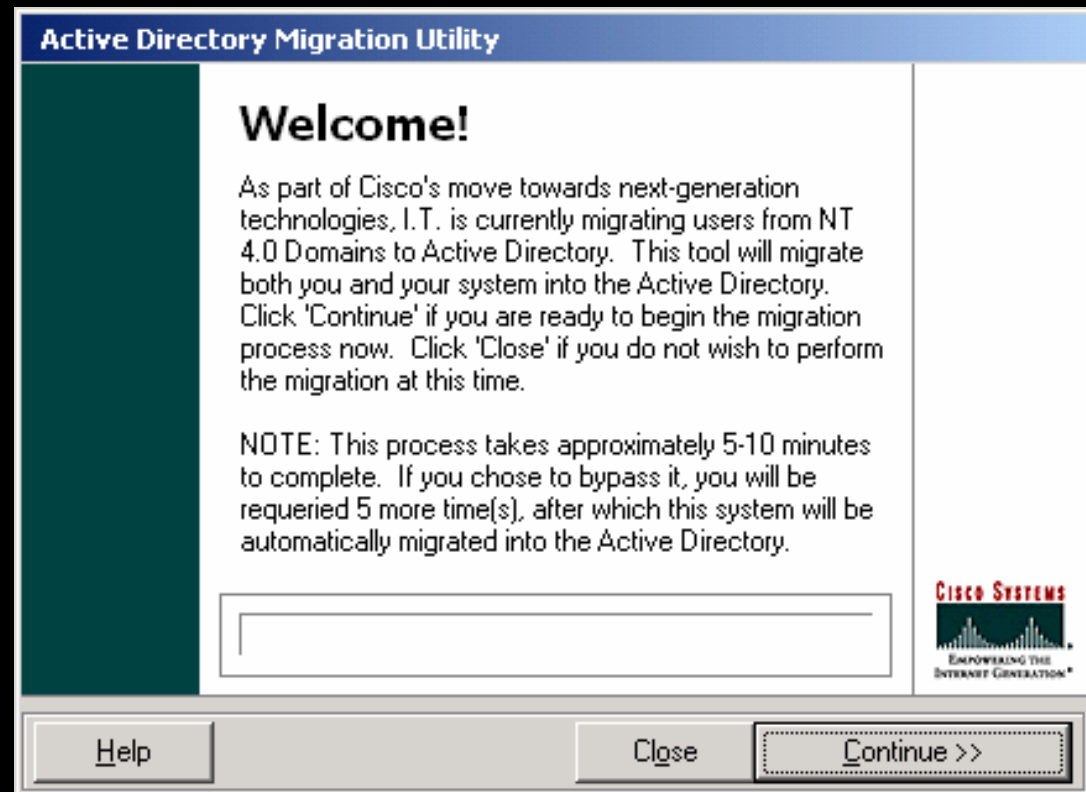 Active Directory Migration Utility
Welcome!
As part of Cisco's move towards next-generation
technologies, I.T. is currently migrating users from NT
4.0 Domains to Active Directory.  This tool will migrate
both you and your system into the Active Directory.
Click 'Continue' if you are ready to begin the migration
process now.  Click 'Close' if you do not wish to perform
the migration at this time.
NOTE: This process takes approximately 5-10 minutes
to complete.  If you chose to bypass it, you will be
requeried 5 more time(s), after which this system will be
automatically migrated into the Active Directory.
CISCO SYSTEMS
EMPOWERING THE
INTERNET GENERATION
Help
Close
Continue >>